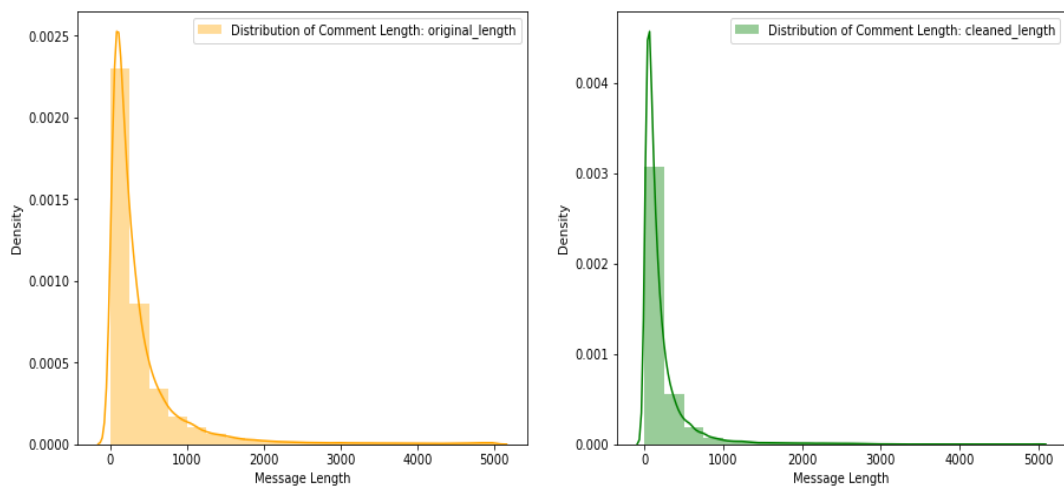 Distribution of Comment Length: original_length
0.0025
0.0020
0.0015
0.0010
0.0005
0.0000
Density
0 1000 2000 3000 4000 5000
Message Length
Distribution of Comment Length: cleaned_length
0.004
0.003
0.002
0.001
0.000
Density
0 1000 2000 3000 4000 5000
Message Length